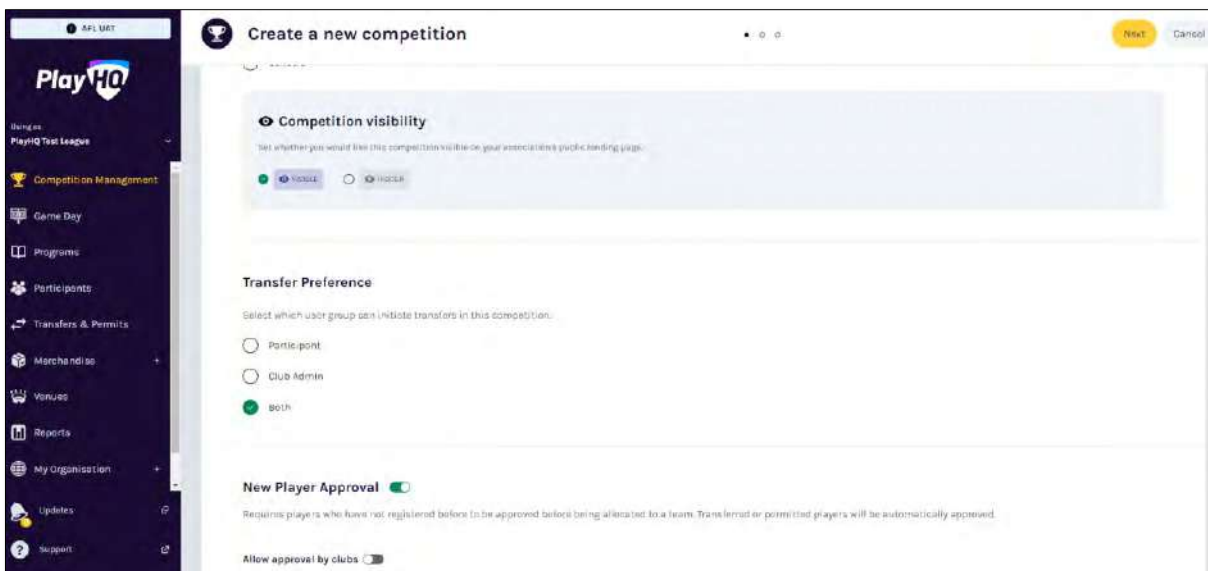 AFL UAT
Create a new competition
Next
Cancel
PlayHQ
Using as
PlayHQ Test League
Competition visibility
Set whether you would like this competition visible on your association's public landing page.
VISIBLE
HIDDEN
Competition Management
Game Day
Programs
Participants
Transfers & Permits
Merchandise +
Venues
Reports
My Organisation +
Updates
Support
Transfer Preference
Select which user group can initiate transfers in this competition.
Participant
Club Admin
Both
New Player Approval
Requires players who have not registered before to be approved before being allocated to a team. Transferred or permitted players will be automatically approved.
Allow approval by clubs